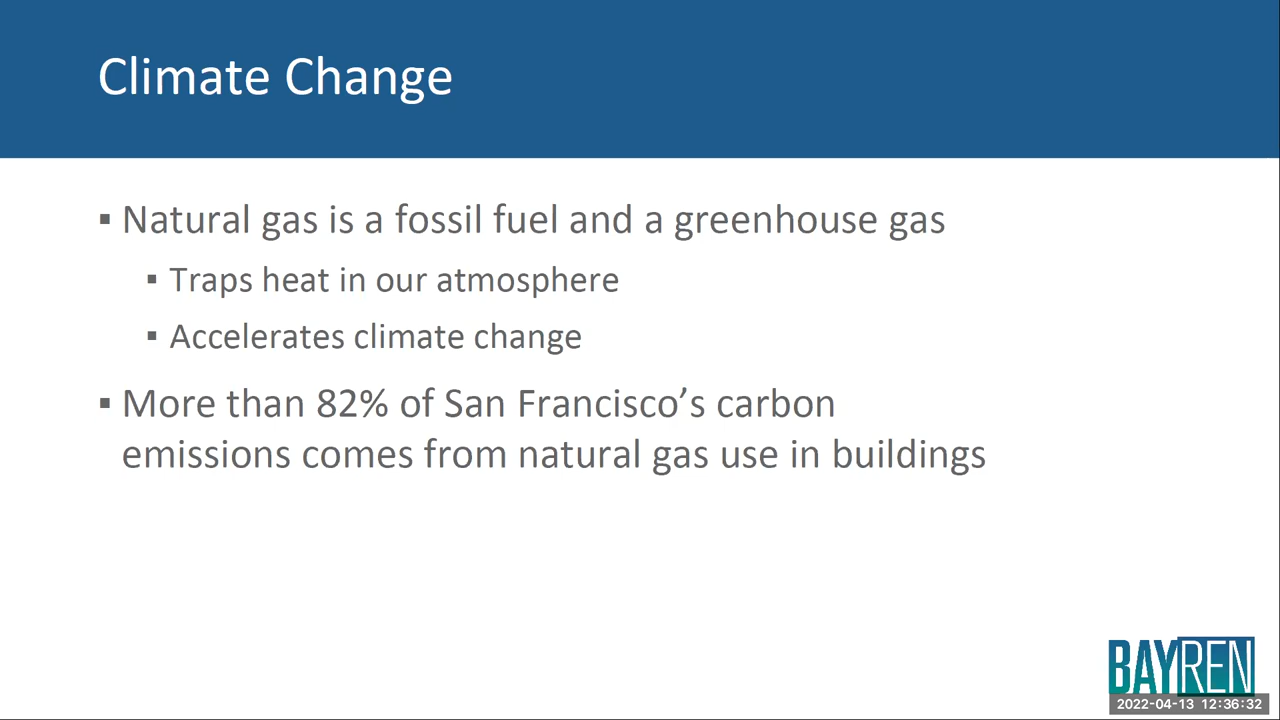 Climate Change
▪ Natural gas is a fossil fuel and a greenhouse gas
▪ Traps heat in our atmosphere
▪ Accelerates climate change
▪ More than 82% of San Francisco’s carbon
emissions comes from natural gas use in buildings
BAYREN
2022-04-13 12:36:32